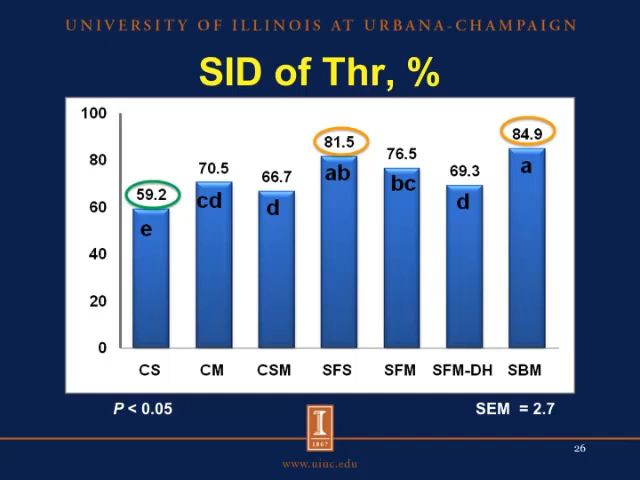 UNIVERSITY OF ILLINOIS AT URBANA-CHAMPAIGN
SID of Thr, %
100
80
60
40
20
0
59.2
70.5
66.7
81.5
76.5
69.3
84.9
e
cd
d
ab
bc
d
a
CS CM CSM SFS SFM SFM-DH SBM
P < 0.05
SEM = 2.7
I
1867
26
www.uiuc.edu